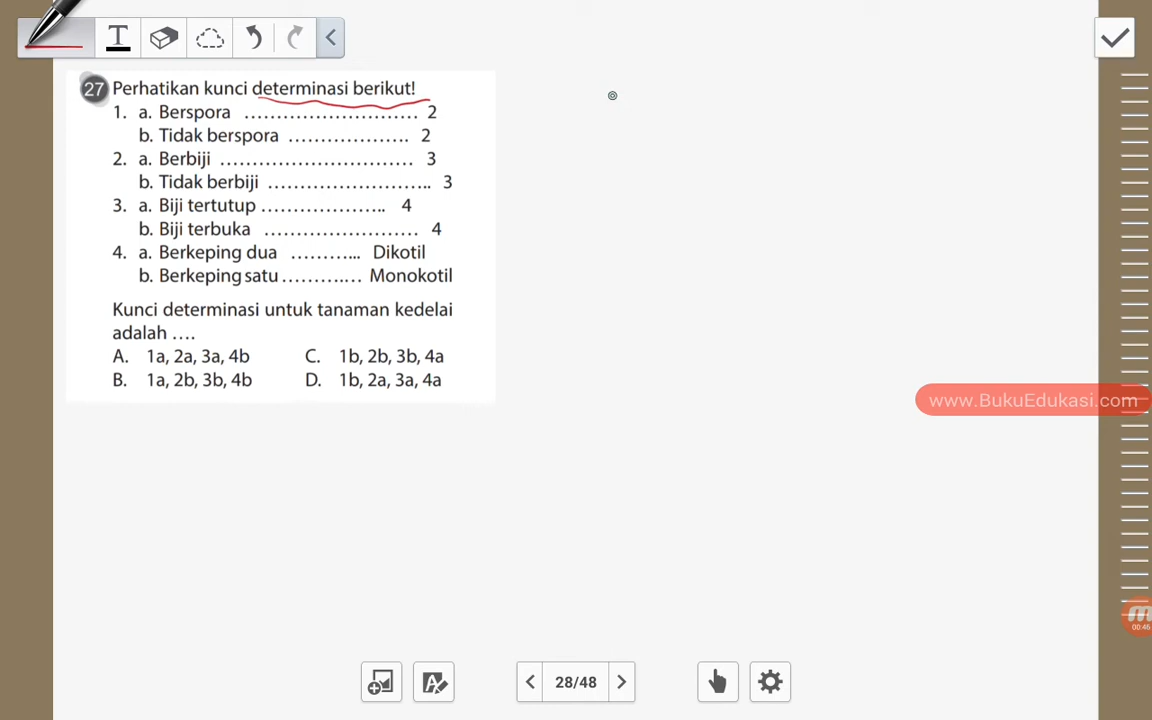 T
27 Perhatikan kunci determinasi berikut!
1. a. Berspora ........................... 2
b. Tidak berspora ................... 2
2. a. Berbiji .............................. 3
b. Tidak berbiji .......................... 3
3. a. Biji tertutup .................... 4
b. Biji terbuka ........................ 4
4. a. Berkeping dua ............ Dikotil
b. Berkeping satu ............. Monokotil
Kunci determinasi untuk tanaman kedelai
adalah ....
A. 1a, 2a, 3a, 4b C. 1b, 2b, 3b, 4a
B. 1a, 2b, 3b, 4b D. 1b, 2a, 3a, 4a
www.BukuEdukasi.com
00:46
28/48